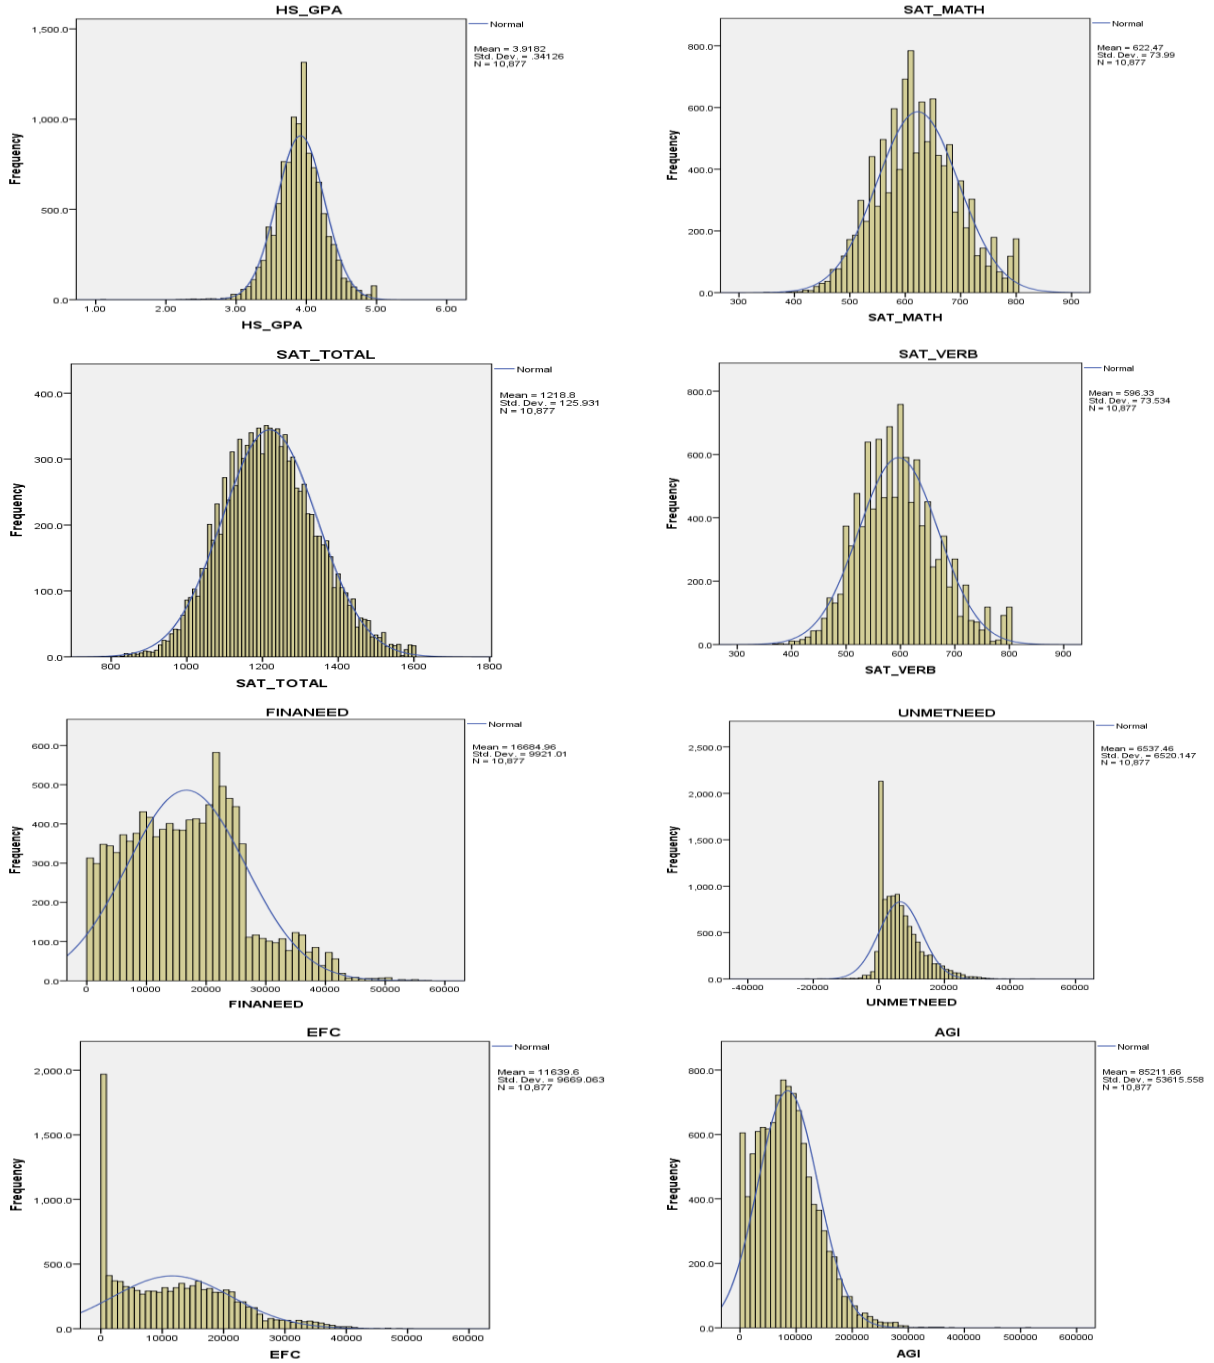 HS_GPA
Normal
Mean = 3.9182
Std. Dev. = .34126
N = 10,877
1,500.0
1,000.0
500.0
0.0
Frequency
1.00 2.00 3.00 4.00 5.00 6.00
HS_GPA
SAT_MATH
Normal
Mean = 622.47
Std. Dev. = 73.99
N = 10,877
800.0
600.0
400.0
200.0
0.0
Frequency
300 400 500 600 700 800 900
SAT_MATH
SAT_TOTAL
Normal
Mean = 1218.8
Std. Dev. = 125.931
N = 10,877
400.0
300.0
200.0
100.0
0.0
Frequency
800 1000 1200 1400 1600 1800
SAT_TOTAL
SAT_VERB
Normal
Mean = 596.33
Std. Dev. = 73.534
N = 10,877
800.0
600.0
400.0
200.0
0.0
Frequency
300 400 500 600 700 800 900
SAT_VERB
FINANEED
Normal
Mean = 16684.96
Std. Dev. = 9921.01
N = 10,877
600.0
500.0
400.0
300.0
200.0
100.0
0.0
Frequency
0 10000 20000 30000 40000 50000 60000
FINANEED
UNMETNEED
Normal
Mean = 6537.46
Std. Dev. = 6520.147
N = 10,877
2,500.0
2,000.0
1,500.0
1,000.0
500.0
0.0
Frequency
-40000 -20000 0 20000 40000 60000
UNMETNEED
EFC
Normal
Mean = 11639.6
Std. Dev. = 9669.063
N = 10,877
2,000.0
1,500.0
1,000.0
500.0
0.0
Frequency
0 10000 20000 30000 40000 50000 60000
EFC
AGI
Normal
Mean = 85211.66
Std. Dev. = 53615.558
N = 10,877
800.0
600.0
400.0
200.0
0.0
Frequency
0 100000 200000 300000 400000 500000 600000
AGI